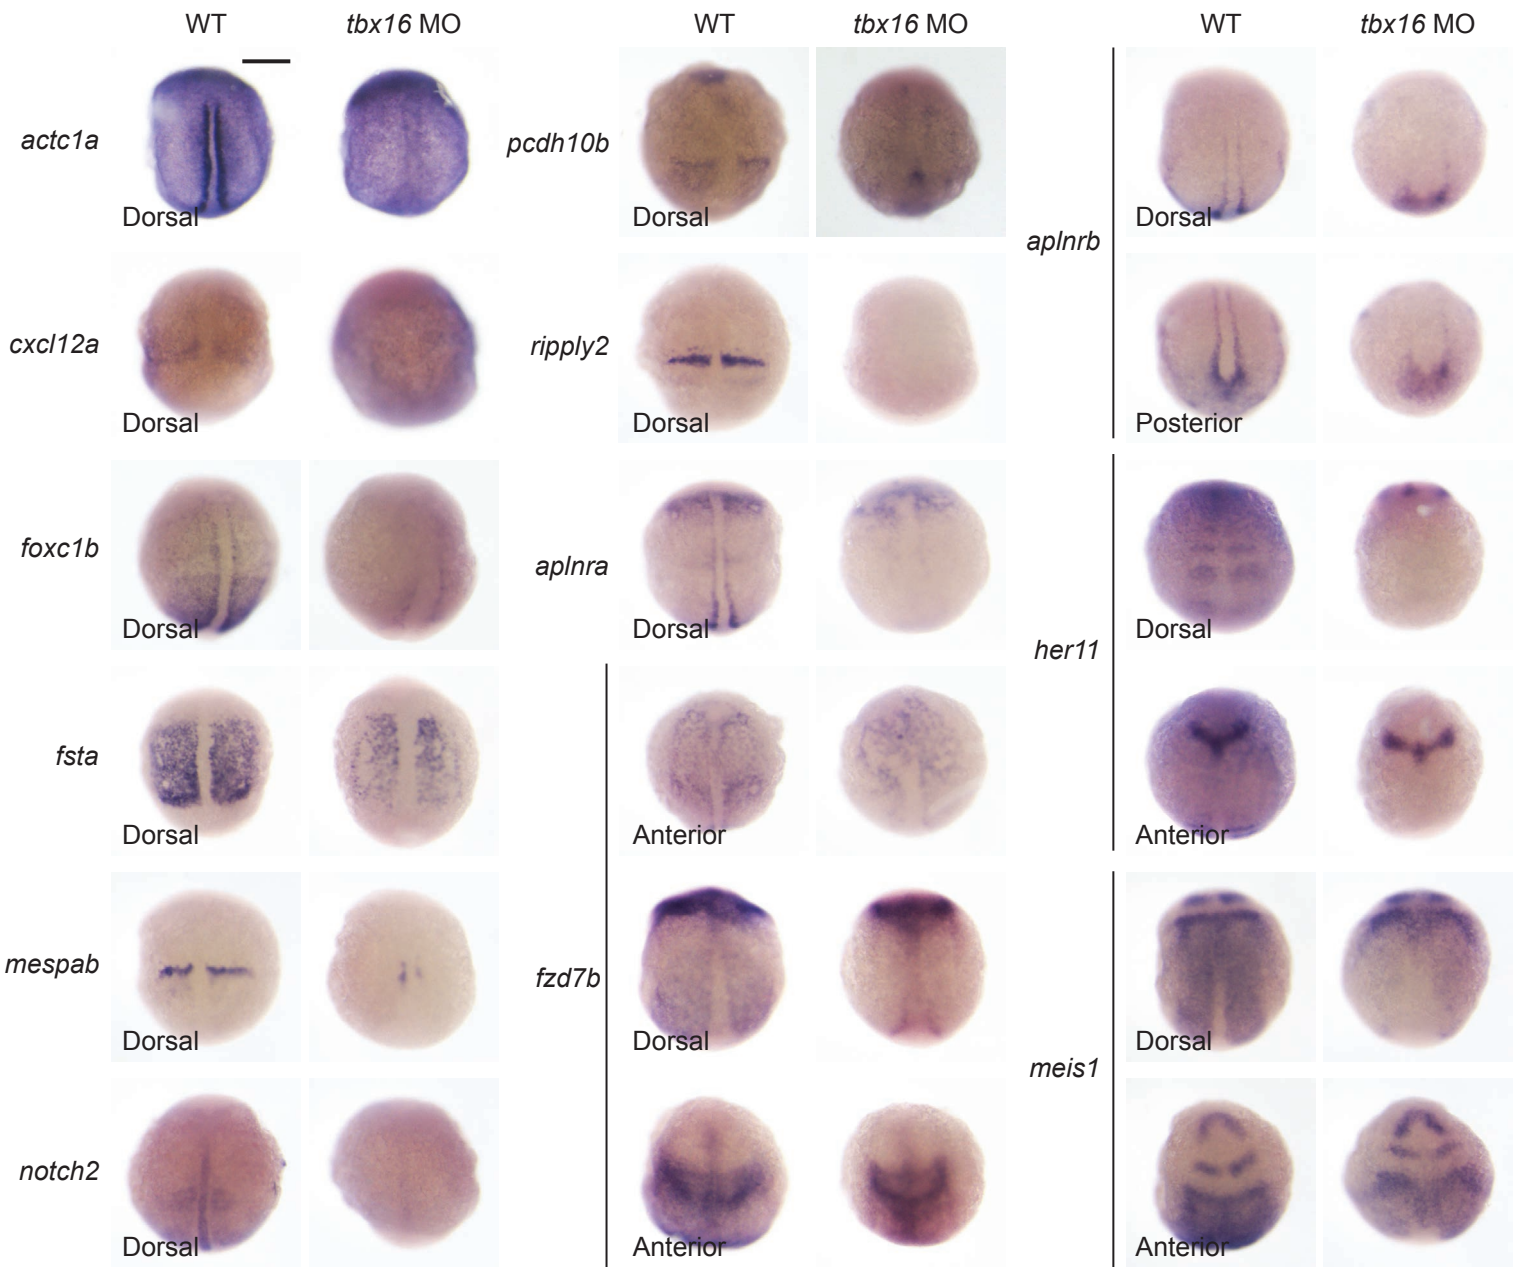 WT tbx16 MO WT tbx16 MO WT tbx16 MO
actc1a Dorsal pcdh10b Dorsal Dorsal
aplnrb
cxcl12a Dorsal ripply2 Dorsal Posterior
foxc1b Dorsal aplnra Dorsal Dorsal
her11
fsta Dorsal Anterior Anterior
mespab Dorsal fzd7b Dorsal Dorsal
meis1
notch2 Dorsal Anterior Anterior